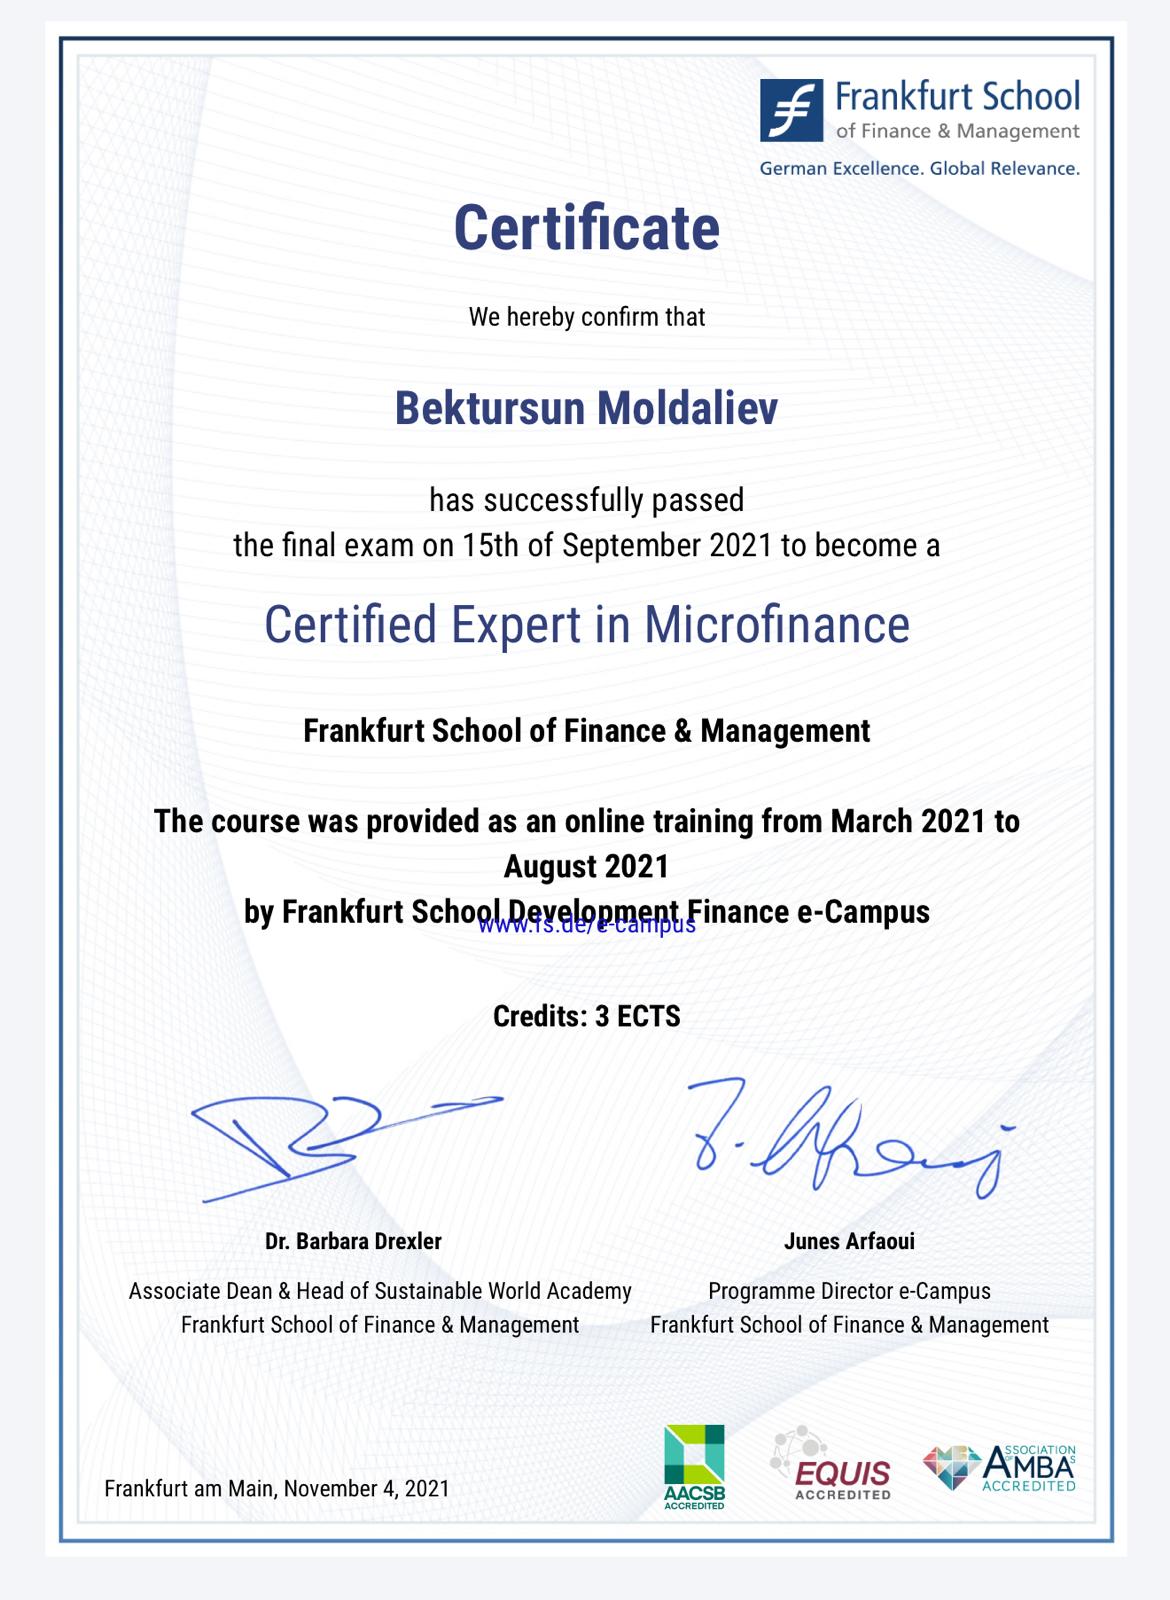 Frankfurt School
of Finance & Management
German Excellence. Global Relevance.
Certificate
We hereby confirm that
Bektursun Moldaliev
has successfully passed
the final exam on 15th of September 2021 to become a
Certified Expert in Microfinance
Frankfurt School of Finance & Management
The course was provided as an online training from March 2021 to
August 2021
by Frankfurt School Development Finance e-Campus
www.fs.de/e-campus
Credits: 3 ECTS
Dr. Barbara Drexler
Associate Dean & Head of Sustainable World Academy
Frankfurt School of Finance & Management
Junes Arfaoui
Programme Director e-Campus
Frankfurt School of Finance & Management
Frankfurt am Main, November 4, 2021
AACSB
ACCREDITED
EQUIS
ACCREDITED
ASSOCIATION
OF MBAS
ACCREDITED